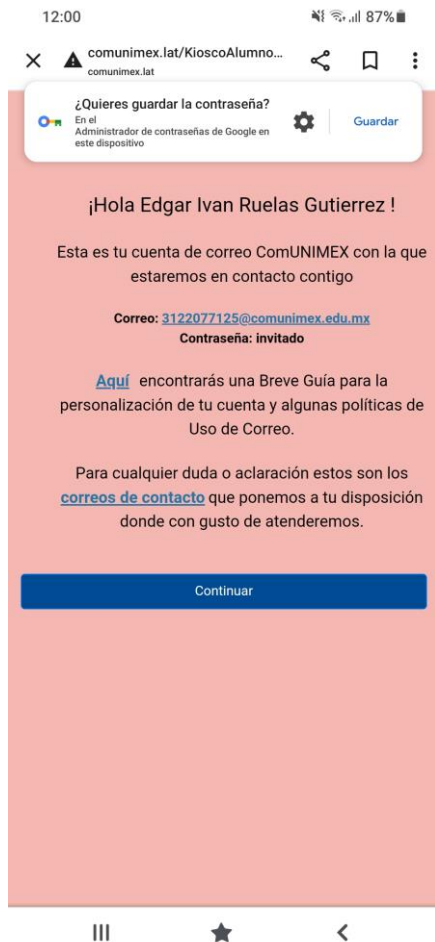 12:00
87%
comunimex.lat/KioscoAlumno...
comunimex.lat
¿Quieres guardar la contraseña?
En el
Administrador de contraseñas de Google en
este dispositivo
Guardar
¡Hola Edgar Ivan Ruelas Gutierrez !
Esta es tu cuenta de correo ComUNIMEX con la que
estaremos en contacto contigo
Correo: 3122077125@comunimex.edu.mx
Contraseña: invitado
Aquí encontrarás una Breve Guía para la
personalización de tu cuenta y algunas políticas de
Uso de Correo.
Para cualquier duda o aclaración estos son los
correos de contacto que ponemos a tu disposición
donde con gusto de atenderemos.
Continuar